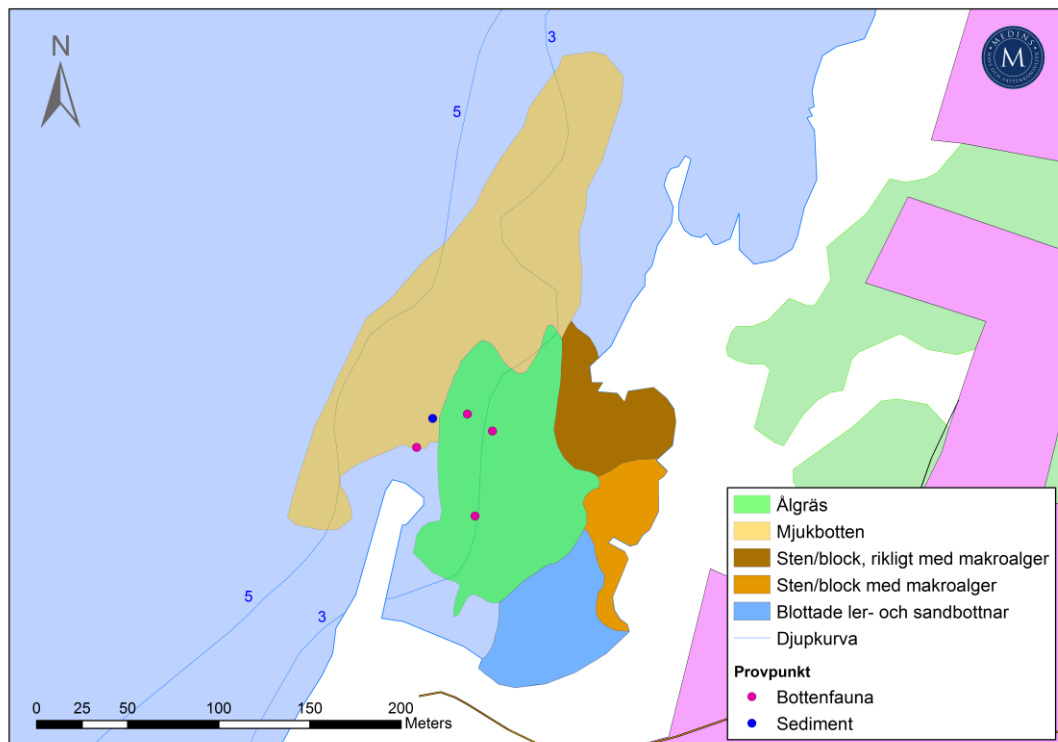 N
3
5
MEDINS
M
Ålgräs
Mjukbotten
Sten/block, rikligt med makroalger
Sten/block med makroalger
Blottade ler- och sandbottnar
Djupkurva
Provpunkt
Bottenfauna
Sediment
5
3
0 25 50 100 150 200
Meters